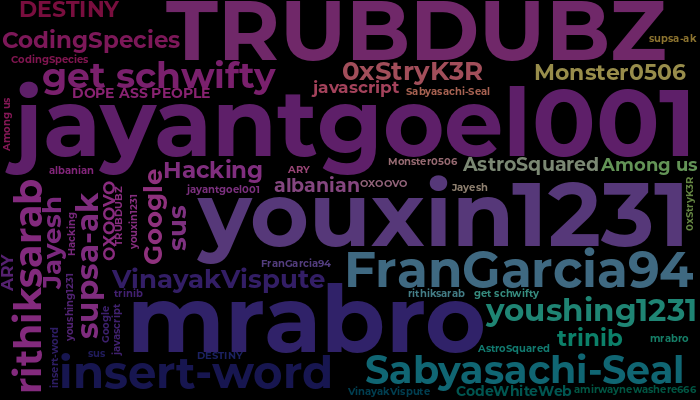 DESTINY
TRUBDUBZ
CodingSpecies
supsa-ak
CodingSpecies
get schwifty
0xStryK3R
Monster0506
javascript
DOPE ASS PEOPLE
Sabyasachi-Seal
Among us
jayantgoel001
Monster0506
AstroSquared
Among us
albanian
Hacking
ARY
albanian
OXOOVO
Jayesh
jayantgoel001
rithiksarab
Jayesh
Hacking
supsa-ak
OXOOVO
TRUBDUBZ
youxin1231
Google
sus
youxin1231
0xStryK3R
ARY
FranGarcia94
VinayakVispute
FranGarcia94
youshing1231
trinib
rithiksarab
get schwifty
mrabro
youshing1231
Google
javascript
insert-word
trinib
mrabro
sus
DESTINY
AstroSquared
insert-word
Sabyasachi-Seal
VinayakVispute
CodeWhiteWeb
amirwaynewashere666